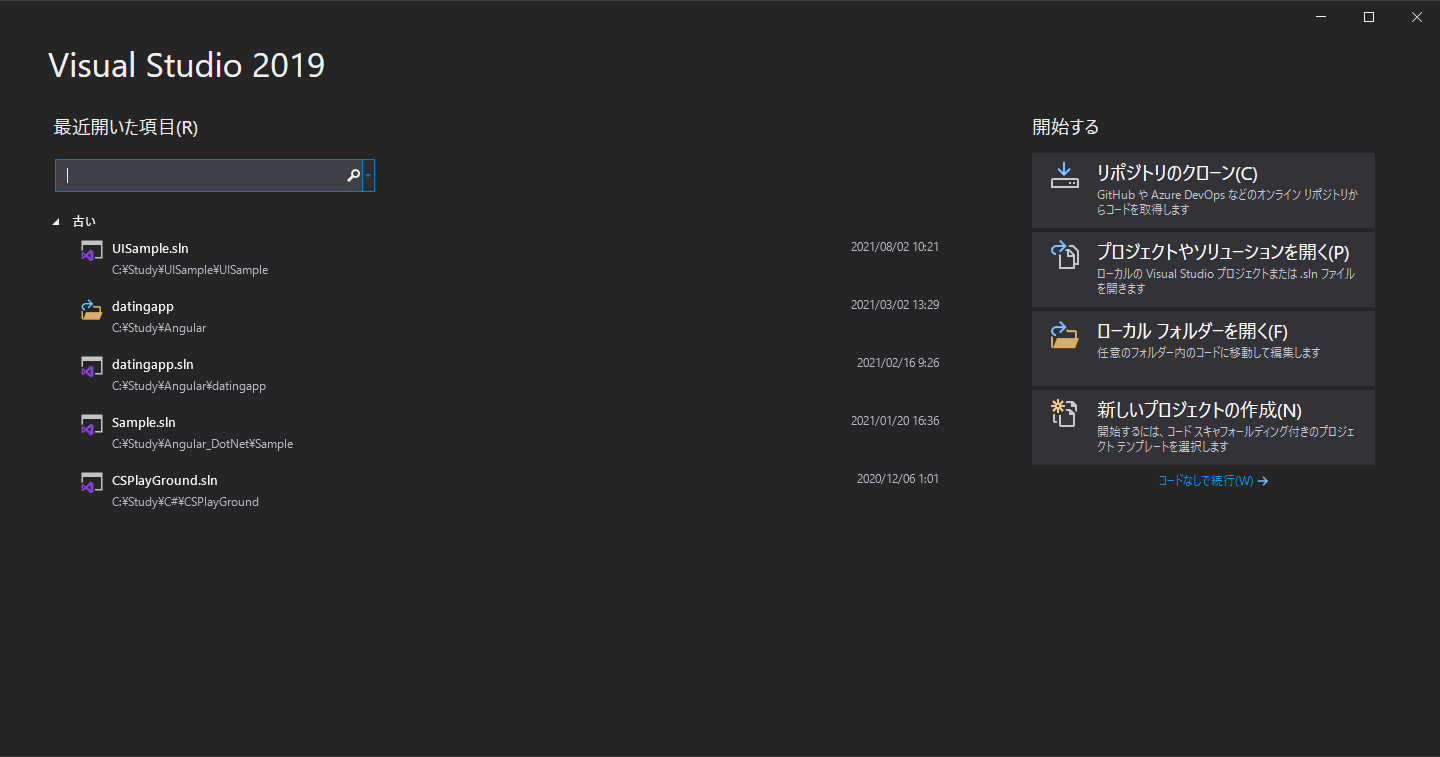 Visual Studio 2019
最近開いた項目(R)
古い
UISample.sln
2021/08/02 10:21
C:¥Study¥UISample¥UISample
datingapp
2021/03/02 13:29
C:¥Study¥Angular
datingapp.sln
2021/02/16 9:26
C:¥Study¥Angular¥datingapp
Sample.sln
2021/01/20 16:36
C:¥Study¥Angular_DotNet¥Sample
CSPlayGround.sln
2020/12/06 1:01
C:¥Study¥C#¥CSPlayGround
開始する
リポジトリのクローン(C)
GitHub や Azure DevOps などのオンライン リポジトリか
らコードを取得します
プロジェクトやソリューションを開く(P)
ローカルの Visual Studio プロジェクトまたは .sln ファイル
を開きます
ローカル フォルダーを開く(F)
任意のフォルダー内のコードに移動して編集します
新しいプロジェクトの作成(N)
開始するには、コード スキャフォールディング付きのプロジェ
クト テンプレートを選択します
コードなしで続行(W) →